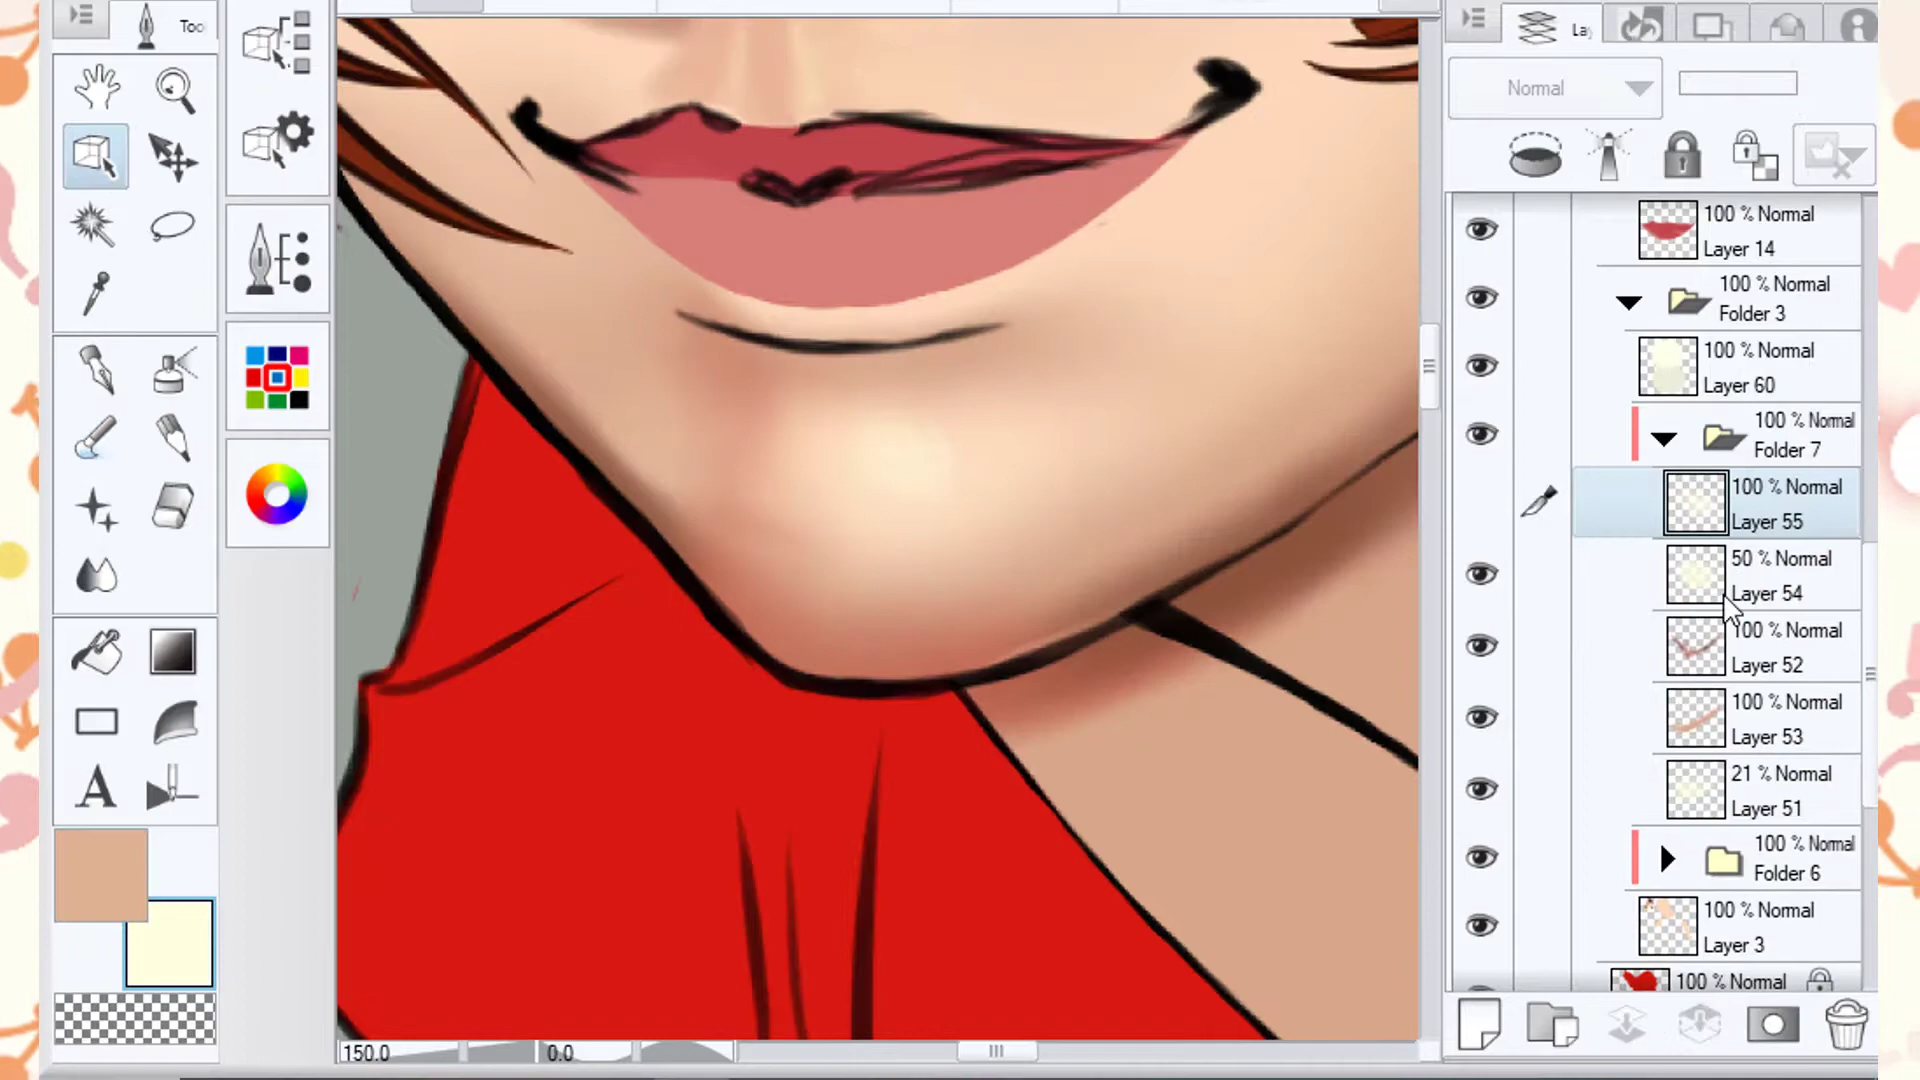 Too
La
Normal
100 % Normal
Layer 14
100 % Normal
Folder 3
100 % Normal
Layer 60
100 % Normal
Folder 7
100 % Normal
Layer 55
50 % Normal
Layer 54
100 % Normal
Layer 52
100 % Normal
Layer 53
21 % Normal
Layer 51
100 % Normal
Folder 6
100 % Normal
Layer 3
100 % Normal
150.0
0.0